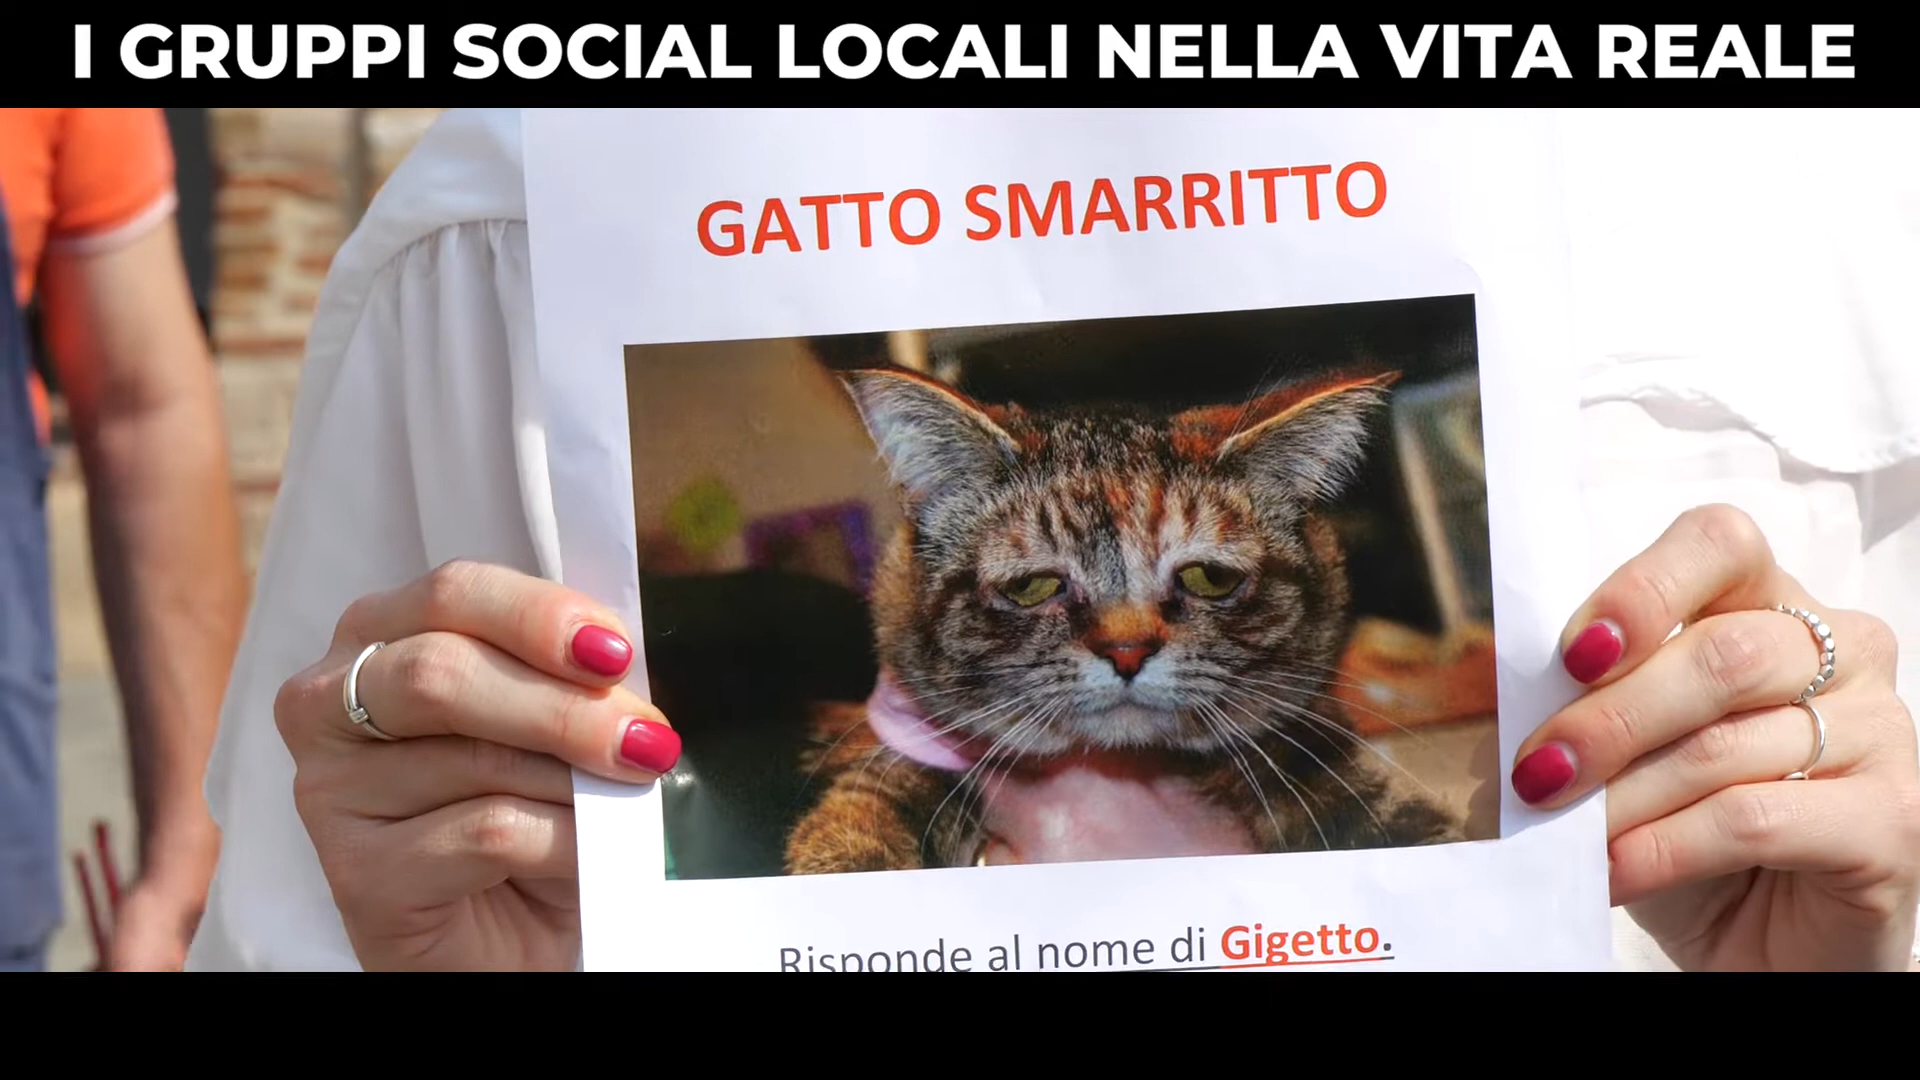 I GRUPPI SOCIAL LOCALI NELLA VITA REALE
GATTO SMARRITTO
Risponde al nome di Gigetto.